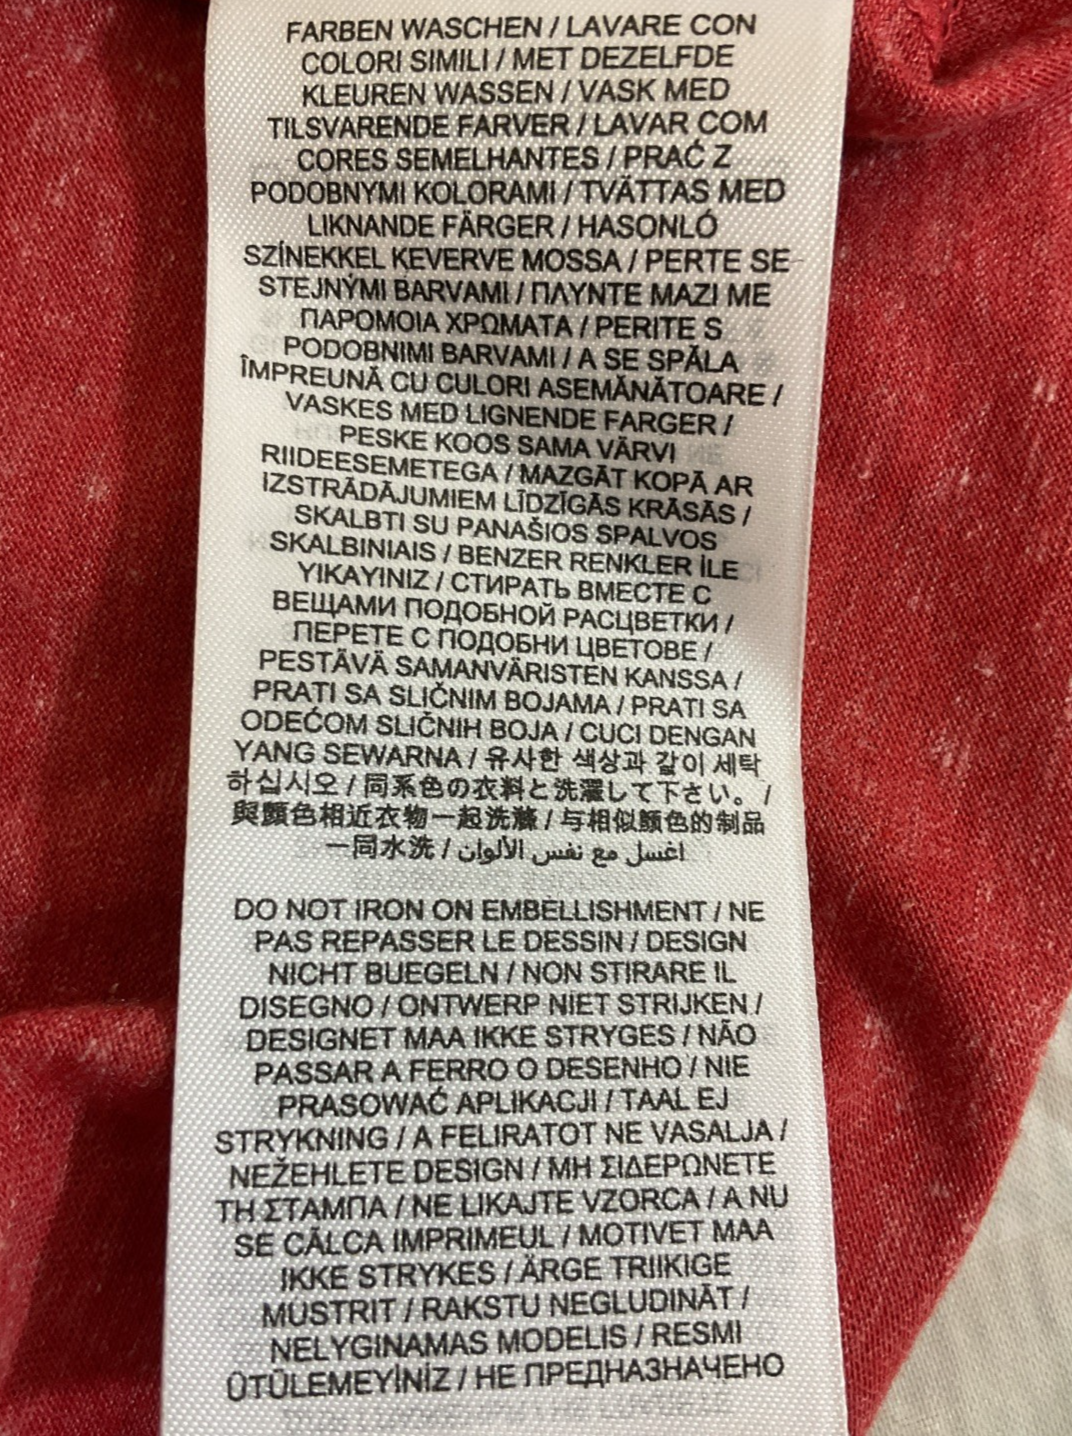 FARBEN WASCHEN / LAVARE CON
COLORI SIMILI / MET DEZELFDE
KLEUREN WASSEN / VASK MED
TILSVARENDE FARVER / LAVAR COM
CORES SEMELHANTES / PRAĆ Z
PODOBNYMI KOLORAMI / TVÄTTAS MED
LIKNANDE FÄRGER / HASONLÓ
SZÍNEKKEL KEVERVE MOSSA / PERTE SE
STEJNÝMI BARVAMI / ΠΛΥΝΤΕ ΜΑΖΙ ΜΕ
ΠΑΡΟΜΟΙΑ ΧΡΩΜΑΤΑ / PERITE S
PODOBNIMI BARVAMI / A SE SPĂLA
ÎMPREUNĂ CU CULORI ASEMĂNĂTOARE /
VASKES MED LIGNENDE FARGER /
PESKE KOOS SAMA VÄRVI
RIIDEESEMETEGA / MAZGĀT KOPĀ AR
IZSTRĀDĀJUMIEM LĪDZĪGĀS KRĀSĀS /
SKALBTI SU PANAŠIOS SPALVOS
SKALBINIAIS / BENZER RENKLER İLE
YIKAYINIZ / СТИРАТЬ ВМЕСТЕ С
ВЕЩАМИ ПОДОБНОЙ РАСЦВЕТКИ /
ПЕРЕТЕ С ПОДОБНИ ЦВЕТОВЕ /
PESTÄVÄ SAMANVÄRISTEN KANSSA /
PRATI SA SLIČNIM BOJAMA / PRATI SA
ODEĆOM SLIČNIH BOJA / CUCI DENGAN
YANG SEWARNA / 유사한 색상과 같이 세탁
하십시오 / 同系色の衣料と洗濯して下さい。 /
與顏色相近衣物一起洗滌 / 与相似颜色的制品
一同水洗 / اغسل مع نفس الألوان
DO NOT IRON ON EMBELLISHMENT / NE
PAS REPASSER LE DESSIN / DESIGN
NICHT BUEGELN / NON STIRARE IL
DISEGNO / ONTWERP NIET STRIJKEN /
DESIGNET MAA IKKE STRYGES / NÃO
PASSAR A FERRO O DESENHO / NIE
PRASOWAĆ APLIKACJI / TAAL EJ
STRYKNING / A FELIRATOT NE VASALJA /
NEŽEHLETE DESIGN / ΜΗ ΣΙΔΕΡΩΝΕΤΕ
ΤΗ ΣΤΑΜΠΑ / NE LIKAJTE VZORCA / A NU
SE CĂLCA IMPRIMEUL / MOTIVET MAA
IKKE STRYKES / ÄRGE TRIIKIGE
MUSTRIT / RAKSTU NEGLUDINĀT /
NELYGINAMAS MODELIS / RESMI
ÜTÜLEMEYİNİZ / НЕ ПРЕДНАЗНАЧЕНО